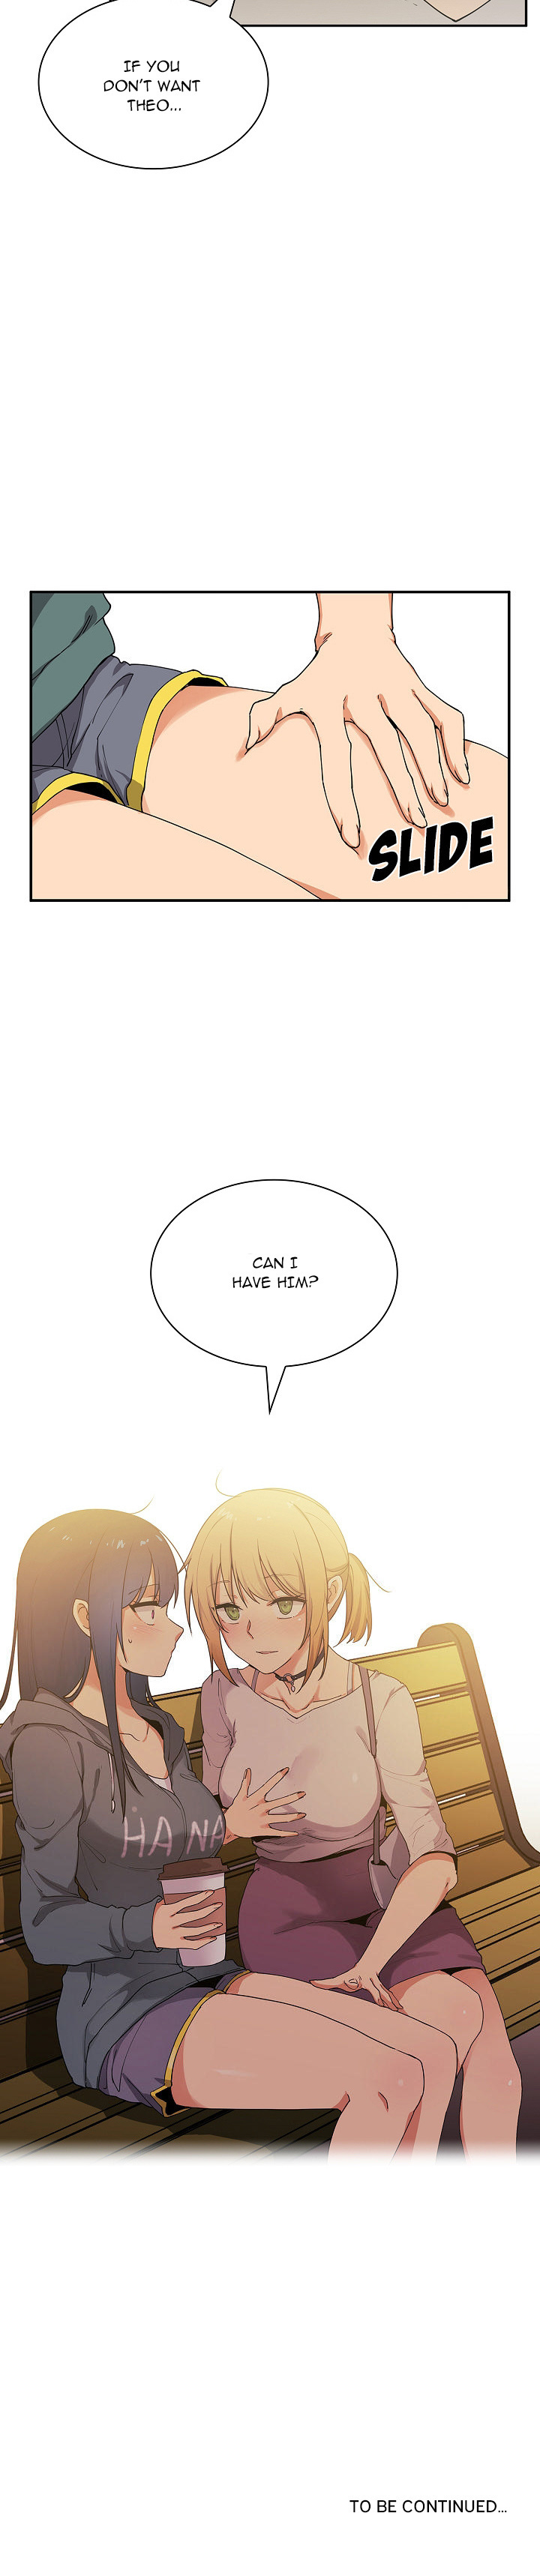 IF YOU
DON'T WANT
THEO...
SLIDE
CAN I
HAVE HIM?
HA NA
TO BE CONTINUED...